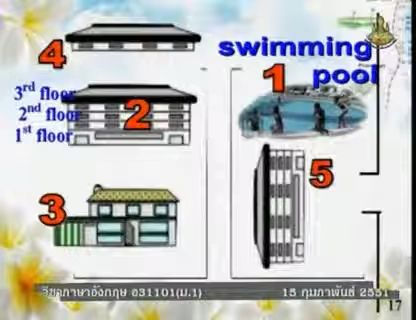 4
swimming
pool
1
3rd floor
2nd floor
1st floor
2
3
5
วิชาภาษาอังกฤษ อ31101(ม.1)
15 กุมภาพันธ์ 2551
17